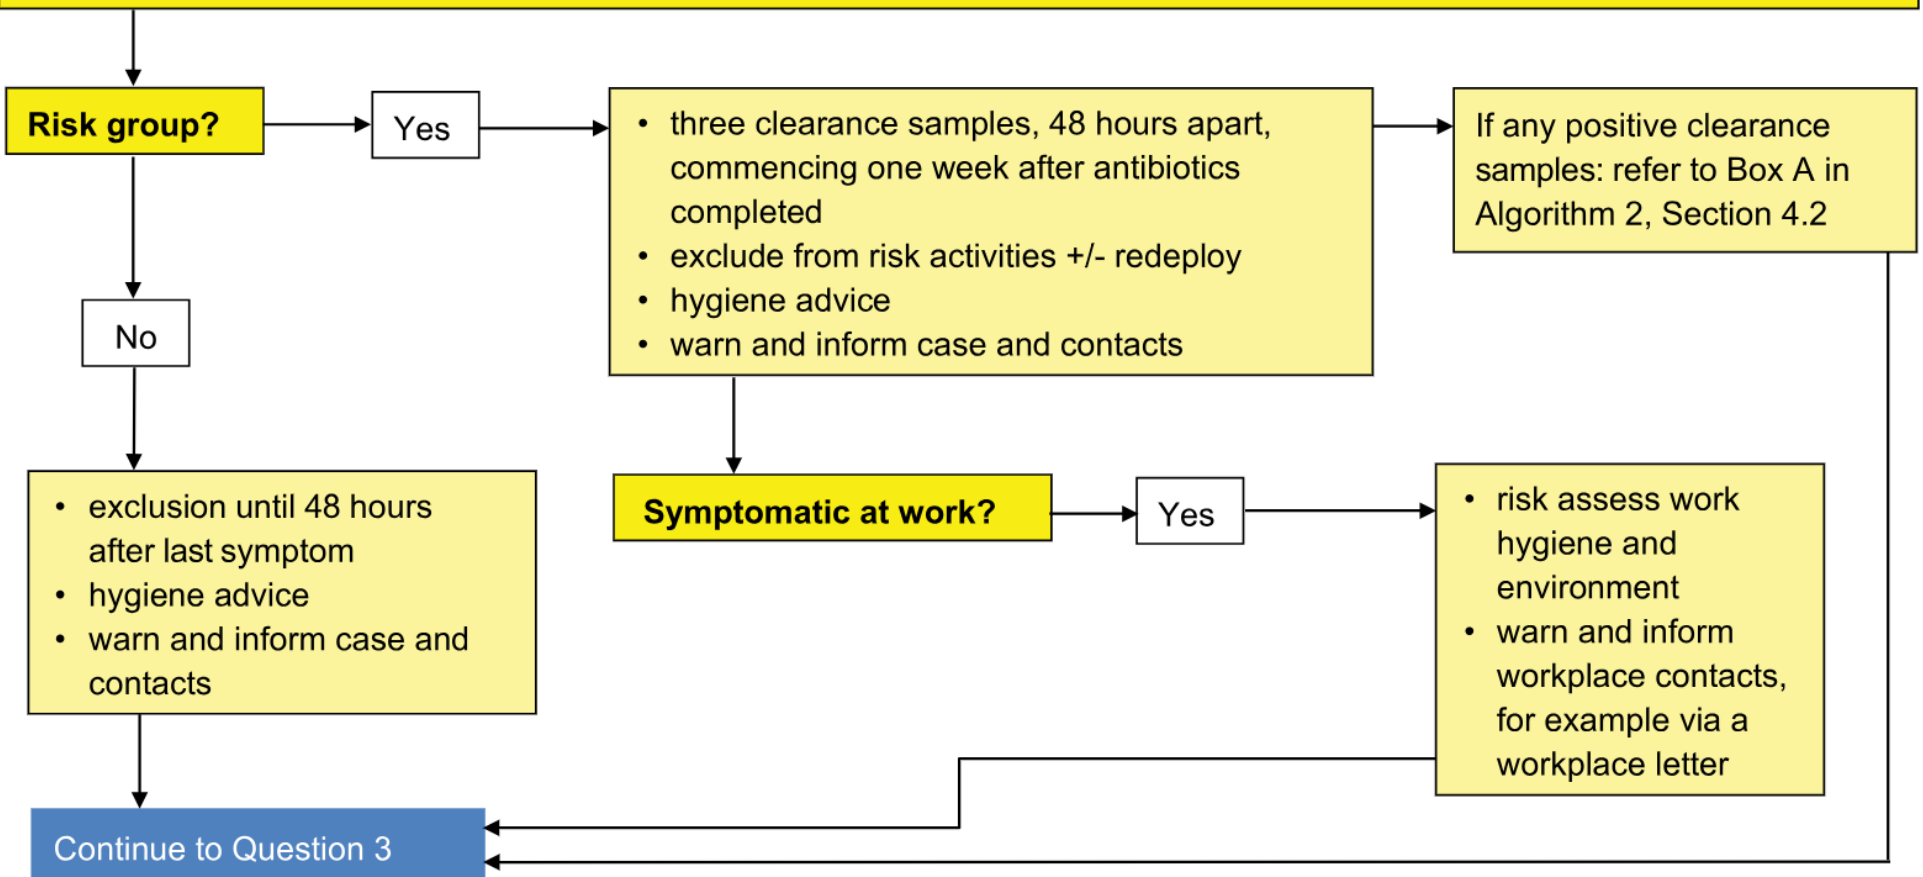 Risk group?
Yes
• three clearance samples, 48 hours apart,
commencing one week after antibiotics
completed
• exclude from risk activities +/- redeploy
• hygiene advice
• warn and inform case and contacts
If any positive clearance
samples: refer to Box A in
Algorithm 2, Section 4.2
No
• exclusion until 48 hours
after last symptom
• hygiene advice
• warn and inform case and
contacts
Symptomatic at work?
Yes
• risk assess work
hygiene and
environment
• warn and inform
workplace contacts,
for example via a
workplace letter
Continue to Question 3